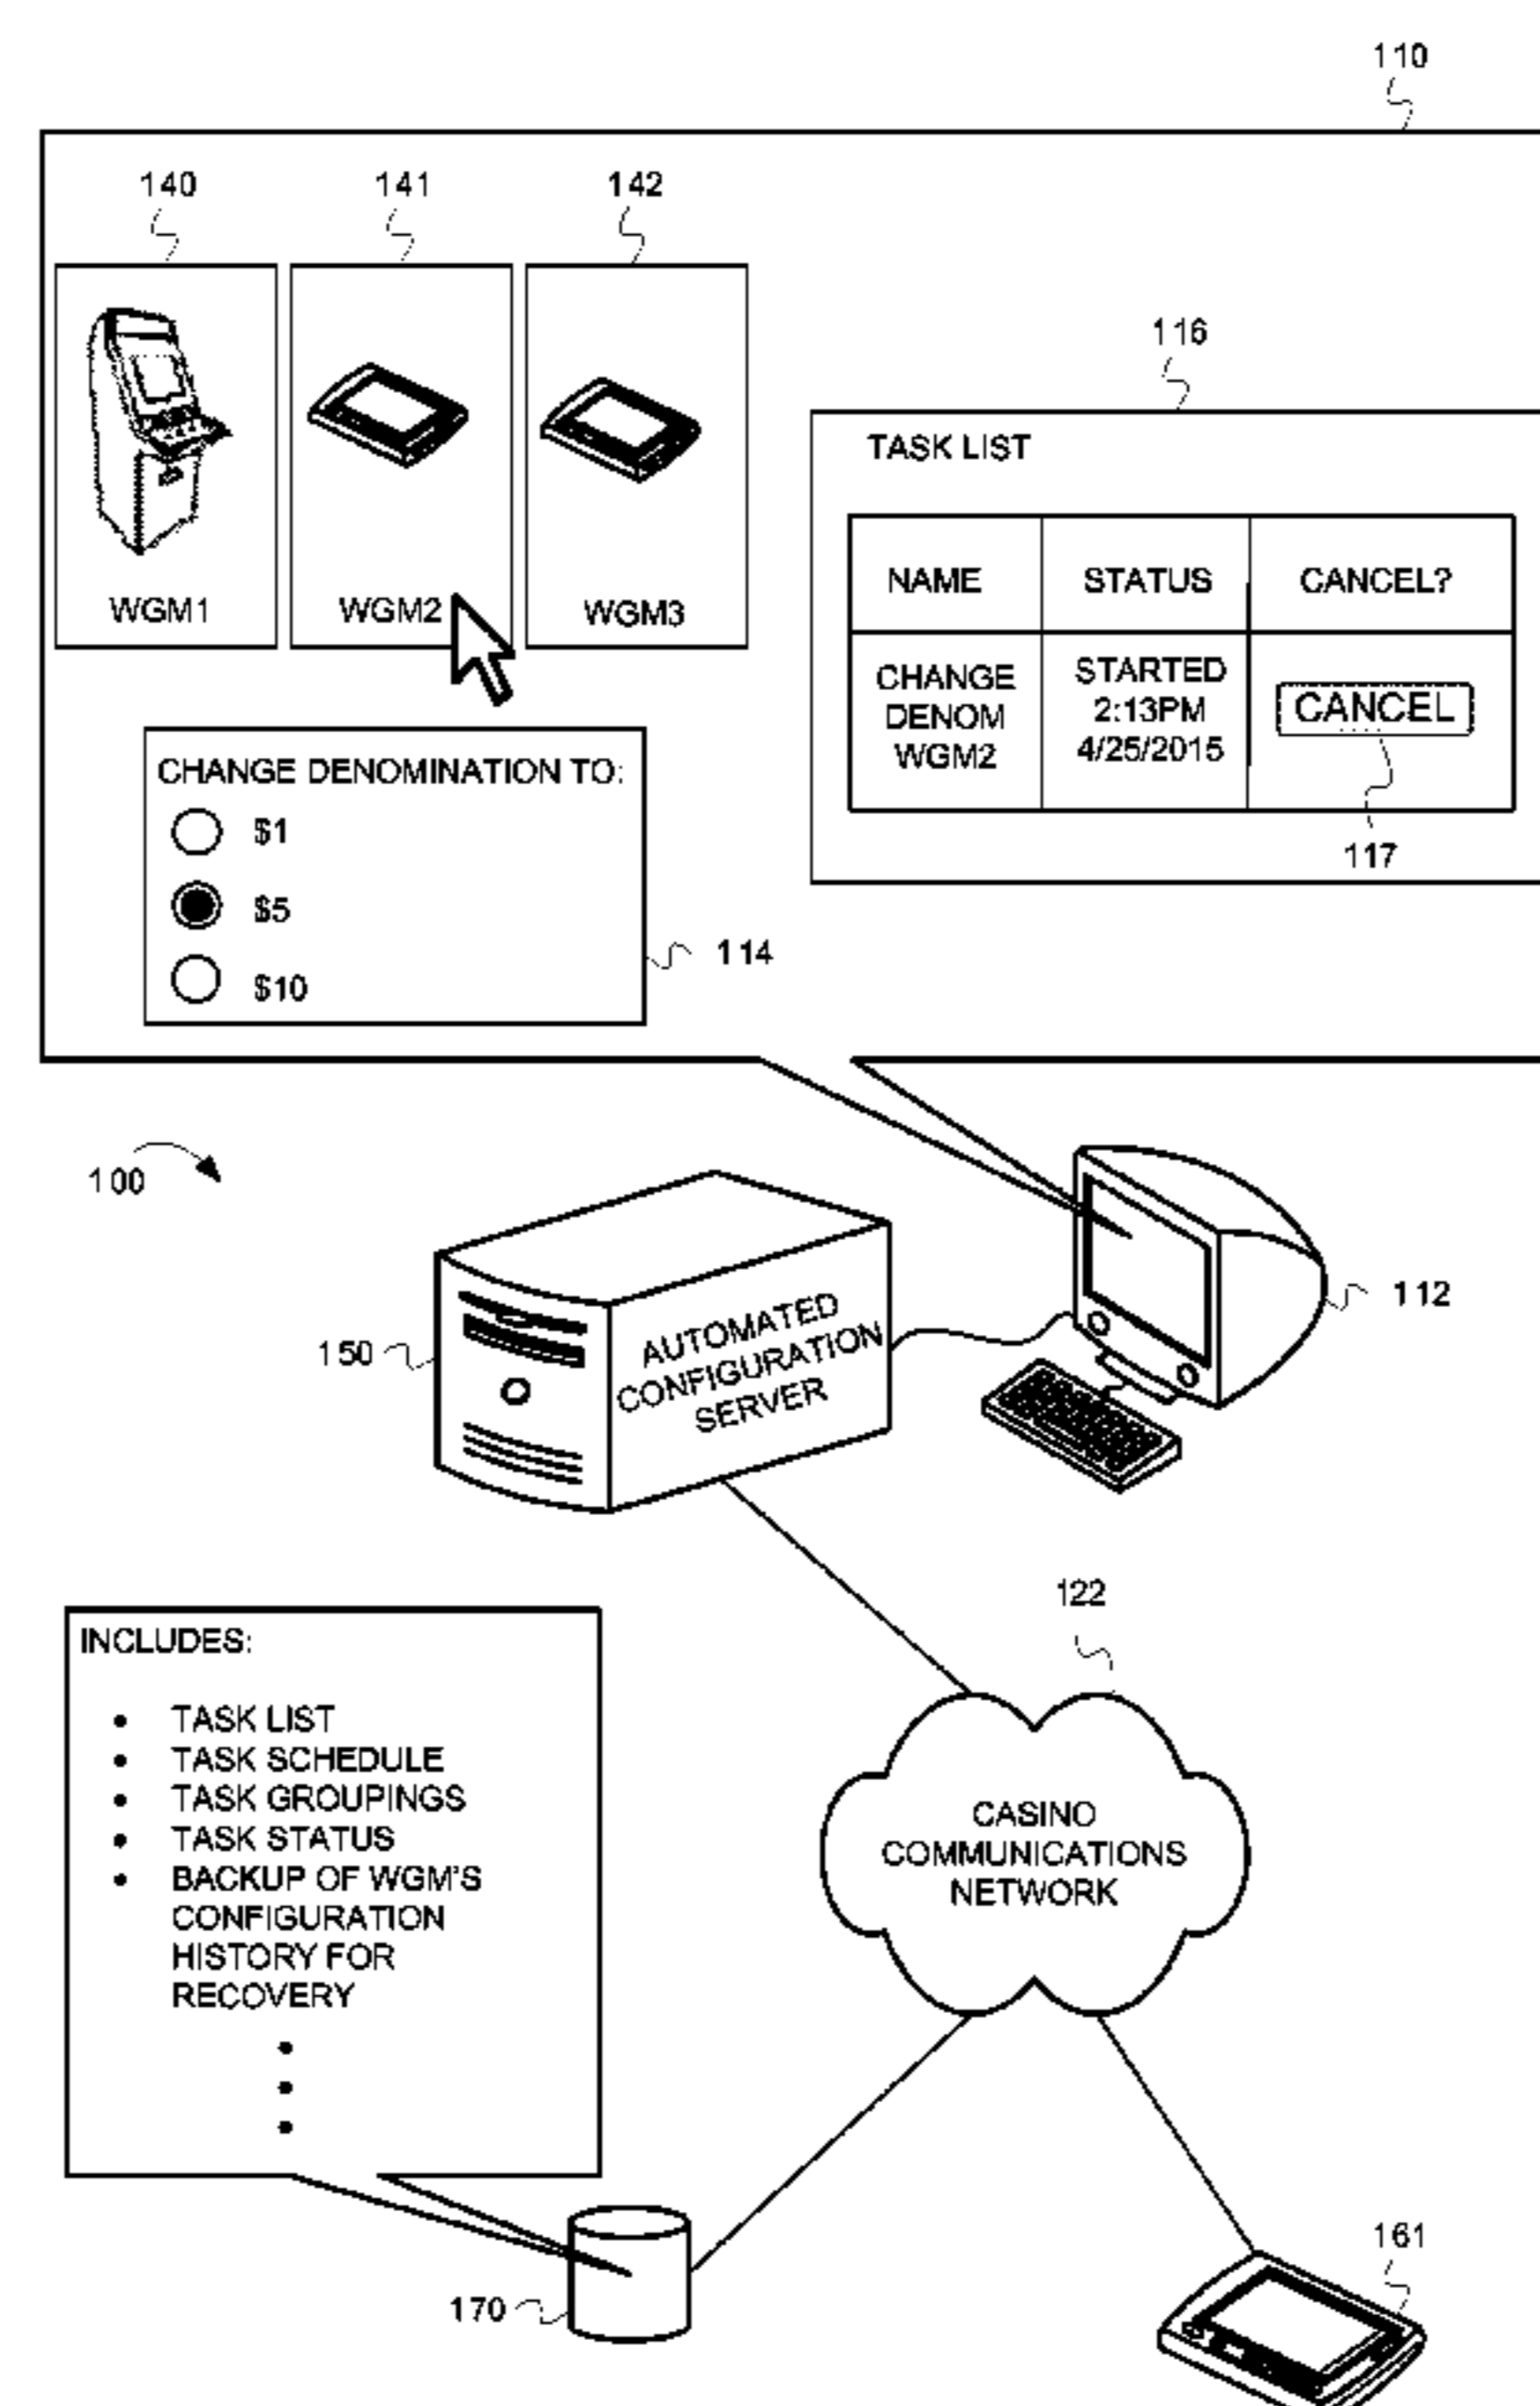 110
140
141
142
WGM1
WGM2
WGM3
116
TASK LIST
NAME
STATUS
CANCEL?
CHANGE
DENOM
WGM2
STARTED
2:13PM
4/25/2015
CANCEL
117
CHANGE DENOMINATION TO:
$1
$5
$10
114
100
112
150
AUTOMATED
CONFIGURATION
SERVER
122
INCLUDES:
• TASK LIST
• TASK SCHEDULE
• TASK GROUPINGS
• TASK STATUS
• BACKUP OF WGM'S
CONFIGURATION
HISTORY FOR
RECOVERY
CASINO
COMMUNICATIONS
NETWORK
161
170